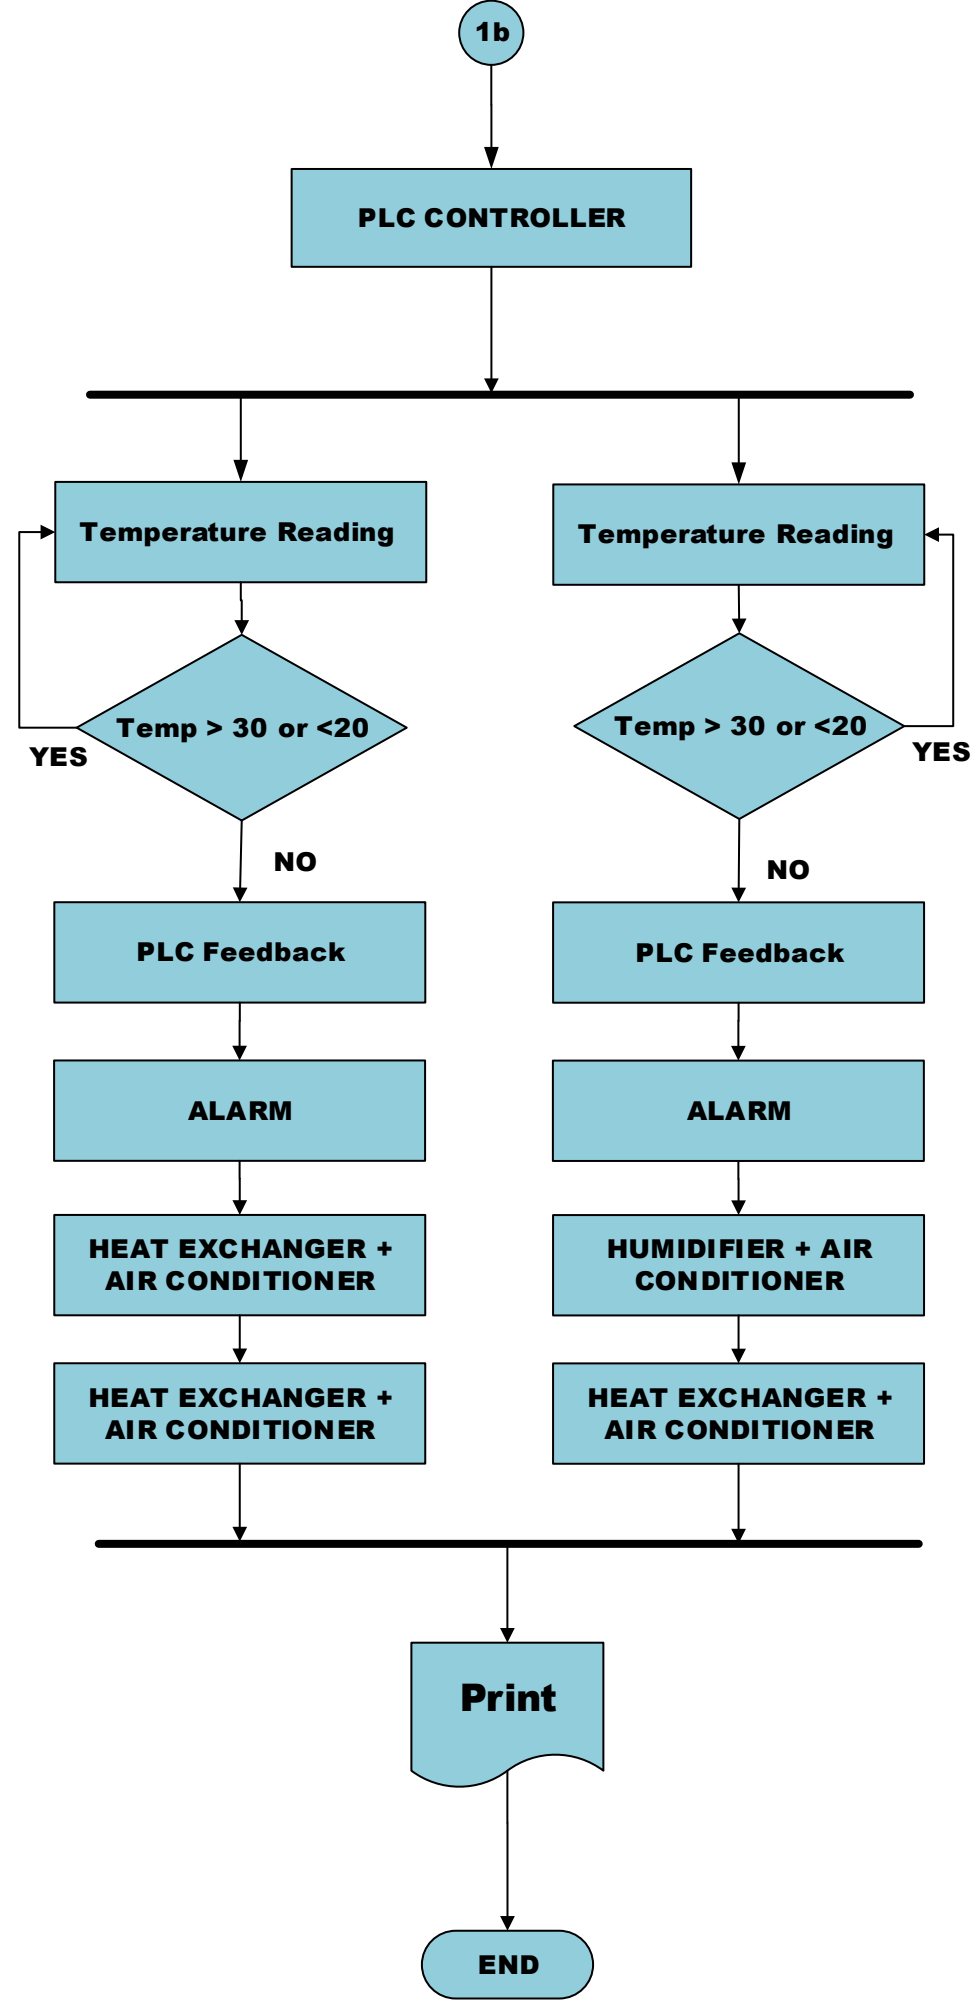 1b
PLC CONTROLLER
Temperature Reading
Temp > 30 or <20
YES
NO
PLC Feedback
ALARM
HEAT EXCHANGER +
AIR CONDITIONER
HEAT EXCHANGER +
AIR CONDITIONER
Temperature Reading
Temp > 30 or <20
YES
NO
PLC Feedback
ALARM
HUMIDIFIER + AIR
CONDITIONER
HEAT EXCHANGER +
AIR CONDITIONER
Print
END